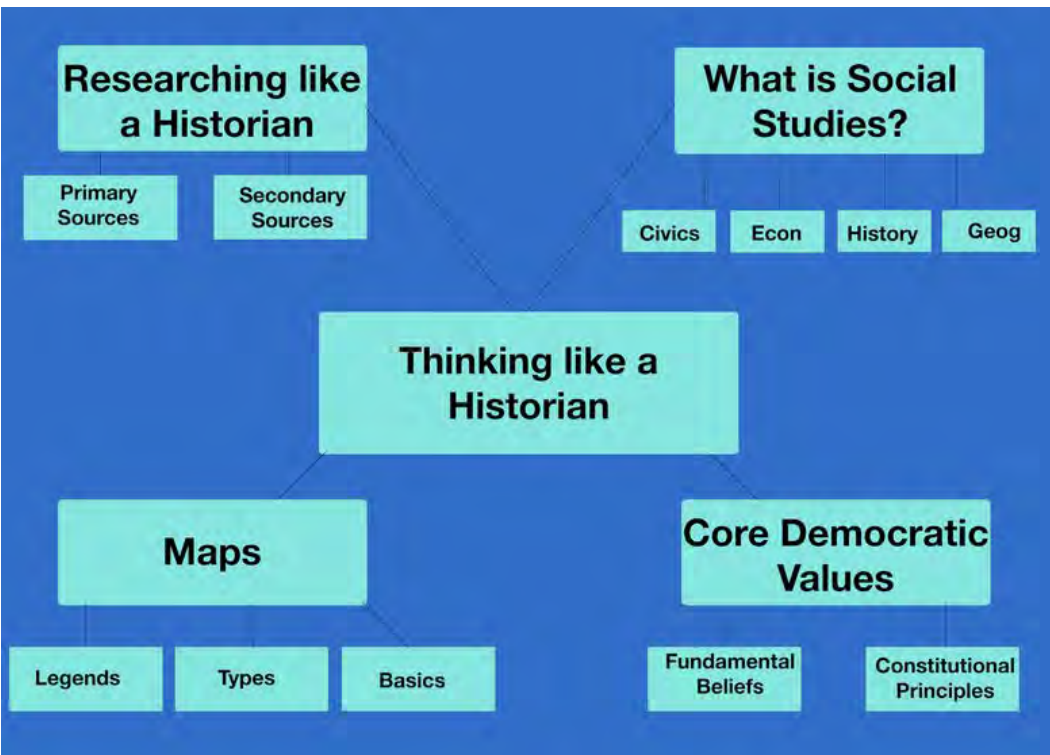 Researching like
a Historian
What is Social
Studies?
Primary
Sources
Secondary
Sources
Civics
Econ
History
Geog
Thinking like a
Historian
Maps
Core Democratic
Values
Legends
Types
Basics
Fundamental
Beliefs
Constitutional
Principles